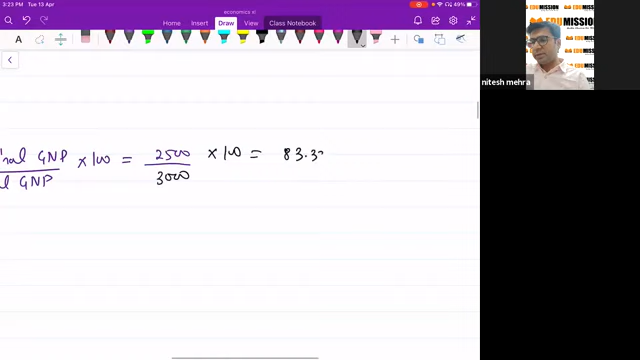 3:23 PM Tue 13 Apr
economics xi
49%
Home Insert Draw View Class Notebook
A
nal GNP × 100 = 2500 × 100 = 83.3
l GNP 3000
EDUMISSION
EDUMISSION
nitesh mehra